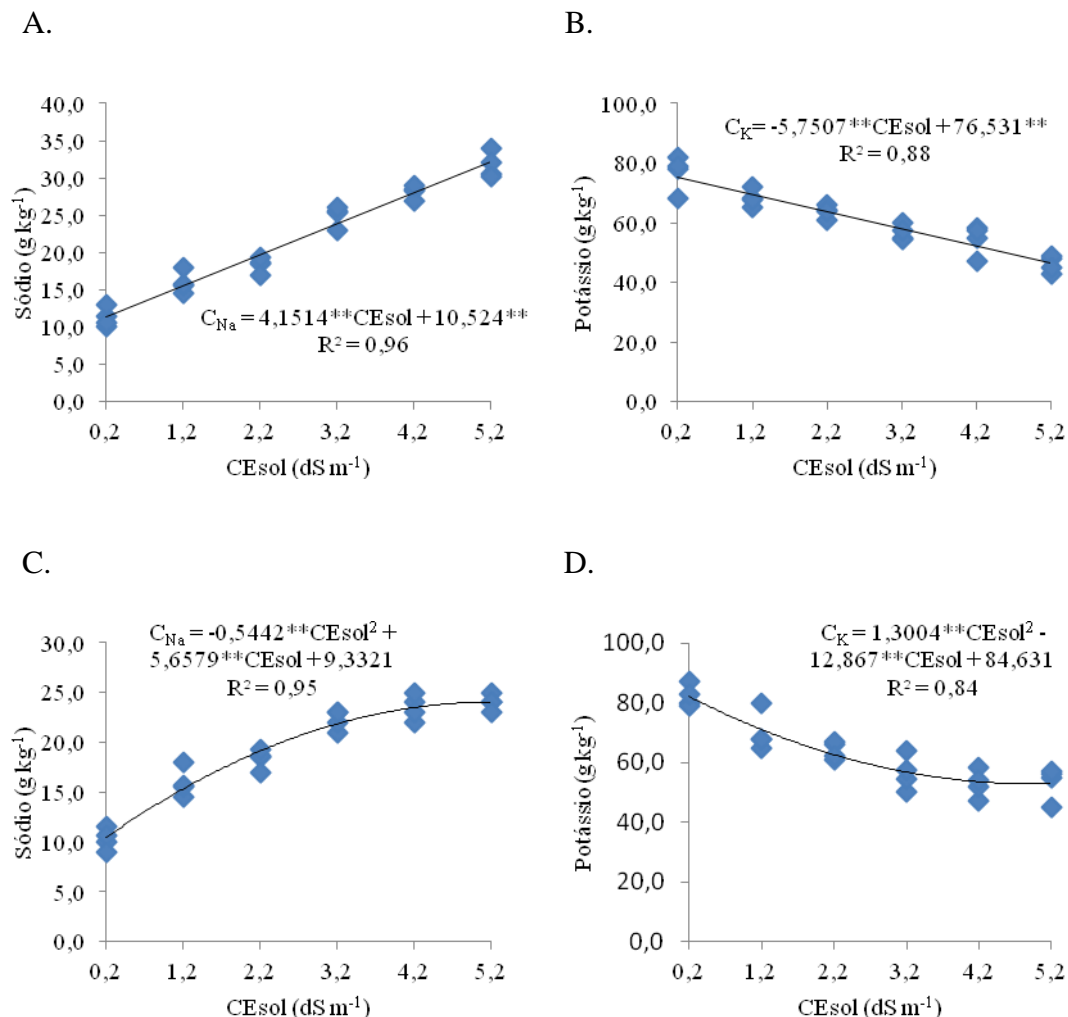 A.
40,0
35,0
30,0
25,0
20,0
15,0
10,0
5,0
0,0
Sódio (g kg⁻¹)
C_Na = 4,1514**CEsol + 10,524**
R² = 0,96
0,2 1,2 2,2 3,2 4,2 5,2
CEsol (dS m⁻¹)
B.
100,0
80,0
60,0
40,0
20,0
0,0
Potássio (g kg⁻¹)
C_K = -5,7507**CEsol + 76,531**
R² = 0,88
0,2 1,2 2,2 3,2 4,2 5,2
CEsol (dS m⁻¹)
C.
30,0
25,0
20,0
15,0
10,0
5,0
0,0
Sódio (g kg⁻¹)
C_Na = -0,5442**CEsol² +
5,6579**CEsol + 9,3321
R² = 0,95
0,2 1,2 2,2 3,2 4,2 5,2
CEsol (dS m⁻¹)
D.
100,0
80,0
60,0
40,0
20,0
0,0
Potássio (g kg⁻¹)
C_K = 1,3004**CEsol² -
12,867**CEsol + 84,631
R² = 0,84
0,2 1,2 2,2 3,2 4,2 5,2
CEsol (dS m⁻¹)